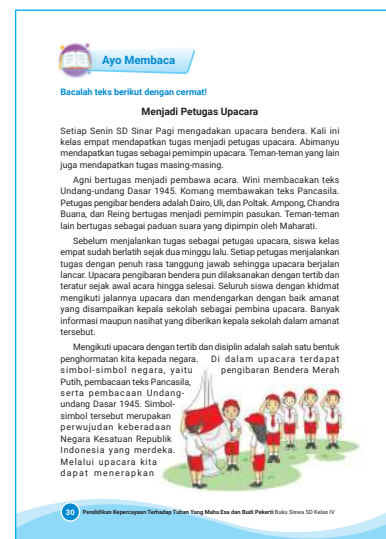 Ayo Membaca
Bacalah teks berikut dengan cermat!
Menjadi Petugas Upacara
Setiap Senin SD Sinar Pagi mengadakan upacara bendera. Kali ini
kelas empat mendapatkan tugas menjadi petugas upacara. Abimanyu
mendapatkan tugas sebagai pemimpin upacara. Teman-teman yang lain
juga mendapatkan tugas masing-masing.
Agni bertugas menjadi pembawa acara. Wini membacakan teks
Undang-undang Dasar 1945. Komang membawakan teks Pancasila.
Petugas pengibar bendera adalah Dairo, Uli, dan Poltak. Ampong, Chandra
Buana, dan Reing bertugas menjadi pemimpin pasukan. Teman-teman
lain bertugas sebagai paduan suara yang dipimpin oleh Maharati.
Sebelum menjalankan tugas sebagai petugas upacara, siswa kelas
empat sudah berlatih sejak dua minggu lalu. Setiap petugas menjalankan
tugas dengan penuh rasa tanggung jawab sehingga upacara berjalan
lancar. Upacara pengibaran bendera pun dilaksanakan dengan tertib dan
teratur sejak awal acara hingga selesai. Seluruh siswa dengan khidmat
mengikuti jalannya upacara dan mendengarkan dengan baik amanat
yang disampaikan kepala sekolah sebagai pembina upacara. Banyak
informasi maupun nasihat yang diberikan kepala sekolah dalam amanat
tersebut.
Mengikuti upacara dengan tertib dan disiplin adalah salah satu bentuk
penghormatan kita kepada negara. Di dalam upacara terdapat
simbol-simbol negara, yaitu pengibaran Bendera Merah
Putih, pembacaan teks Pancasila,
serta pembacaan Undang-
undang Dasar 1945. Simbol-
simbol tersebut merupakan
perwujudan keberadaan
Negara Kesatuan Republik
Indonesia yang merdeka.
Melalui upacara kita
dapat menerapkan
30 Pendidikan Kepercayaan Terhadap Tuhan Yang Maha Esa dan Budi Pekerti Buku Siswa SD Kelas IV